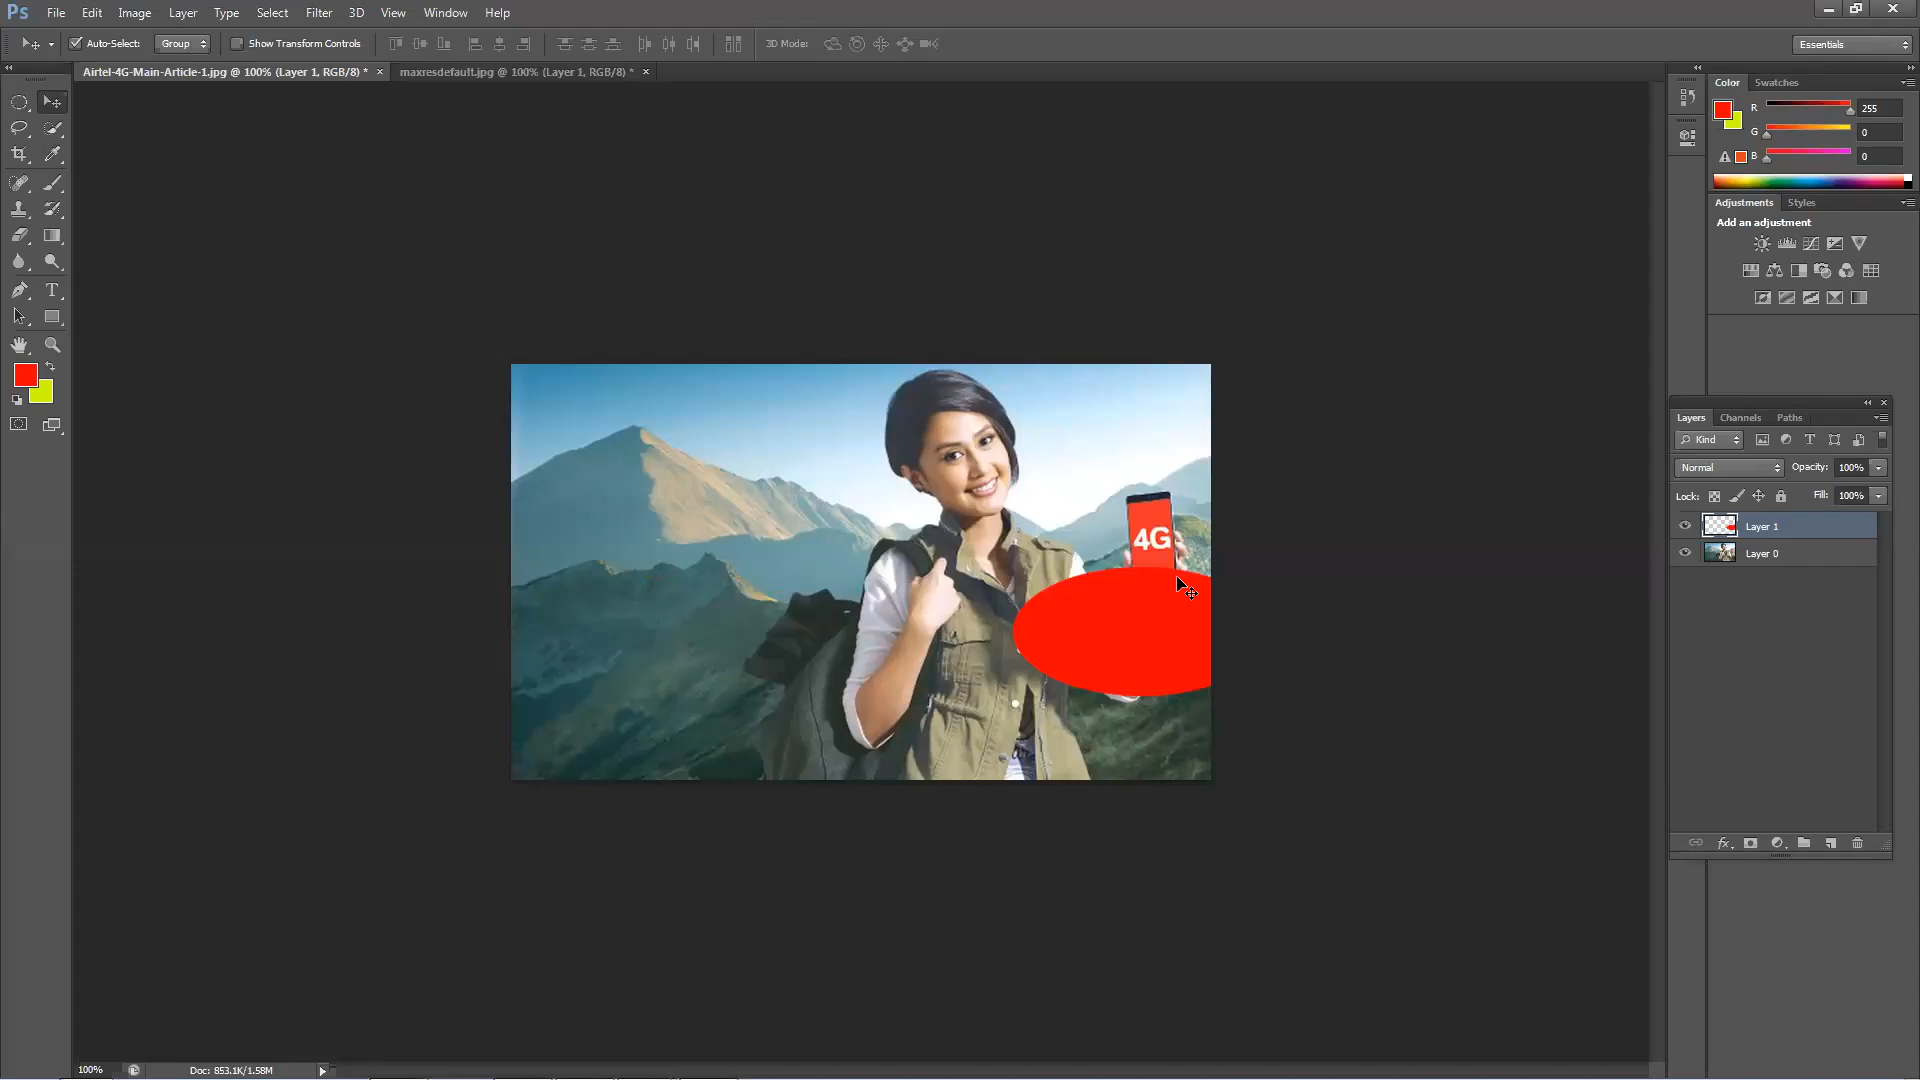 Ps File Edit Image Layer Type Select Filter 3D View Window Help
Auto-Select: Group Show Transform Controls 3D Mode: Essentials
Airtel-4G-Main-Article-1.jpg @ 100% (Layer 1, RGB/8) * × maxresdefault.jpg @ 100% (Layer 1, RGB/8) * ×
Color Swatches
R 255
G 0
B 0
Adjustments Styles
Add an adjustment
Layers Channels Paths
Kind
Normal Opacity: 100%
Lock: Fill: 100%
Layer 1
Layer 0
4G
T
fx
100% Doc: 853.1K/1.58M